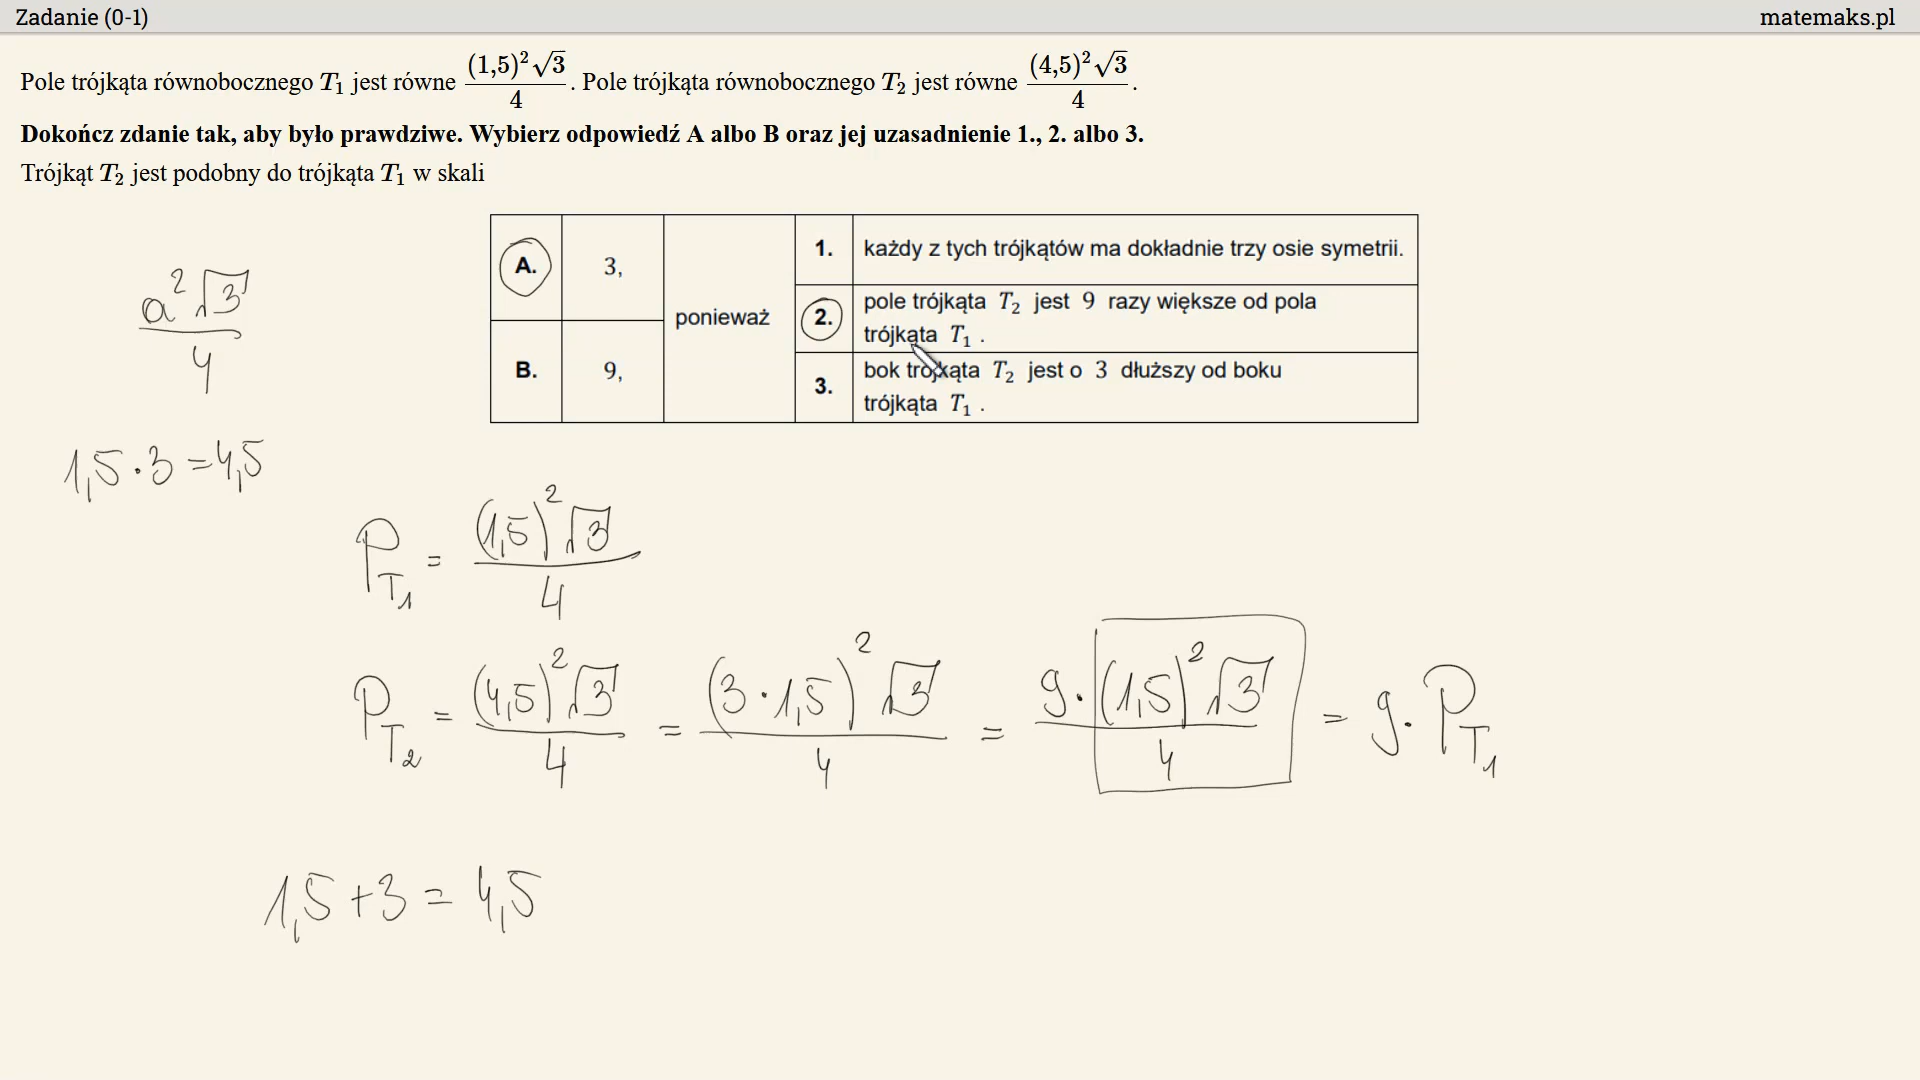 Zadanie (0-1) matemaks.pl
Pole trójkąta równobocznego T₁ jest równe (1,5)²√3/4. Pole trójkąta równobocznego T₂ jest równe (4,5)²√3/4.
Dokończ zdanie tak, aby było prawdziwe. Wybierz odpowiedź A albo B oraz jej uzasadnienie 1., 2. albo 3.
Trójkąt T₂ jest podobny do trójkąta T₁ w skali
A. 3,
B. 9,
ponieważ
1. każdy z tych trójkątów ma dokładnie trzy osie symetrii.
2. pole trójkąta T₂ jest 9 razy większe od pola
trójkąta T₁ .
3. bok trójkąta T₂ jest o 3 dłuższy od boku
trójkąta T₁ .
a²√3/4
1,5·3=4,5
P_T₁ = (1,5)²√3/4
P_T₂ = (4,5)²√3/4 = (3·1,5)²√3/4 = 9·(1,5)²√3/4 = 9·P_T₁
1,5+3=4,5